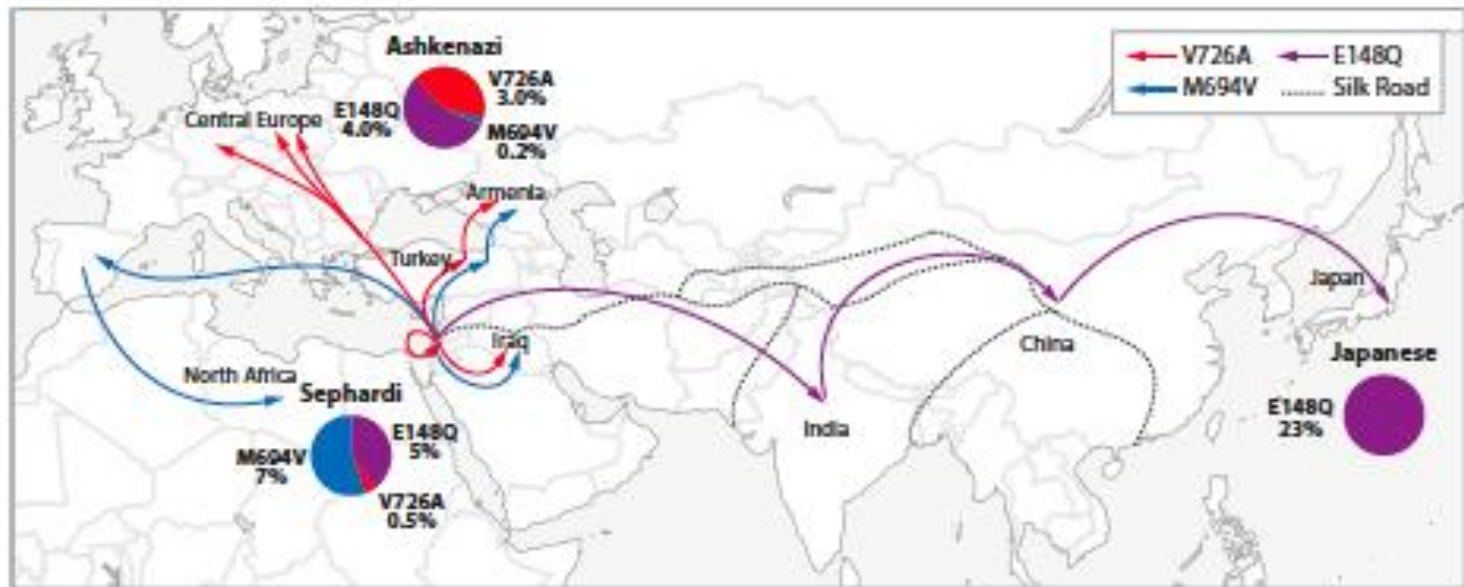 Ashkenazi
V726A
3.0%
E148Q
4.0%
M694V
0.2%
Central Europe
V726A
E148Q
M694V
Silk Road
Armenia
Turkey
Iraq
North Africa
Sephardi
E148Q
5%
M694V
7%
V726A
0.5%
India
China
Japan
Japanese
E148Q
23%